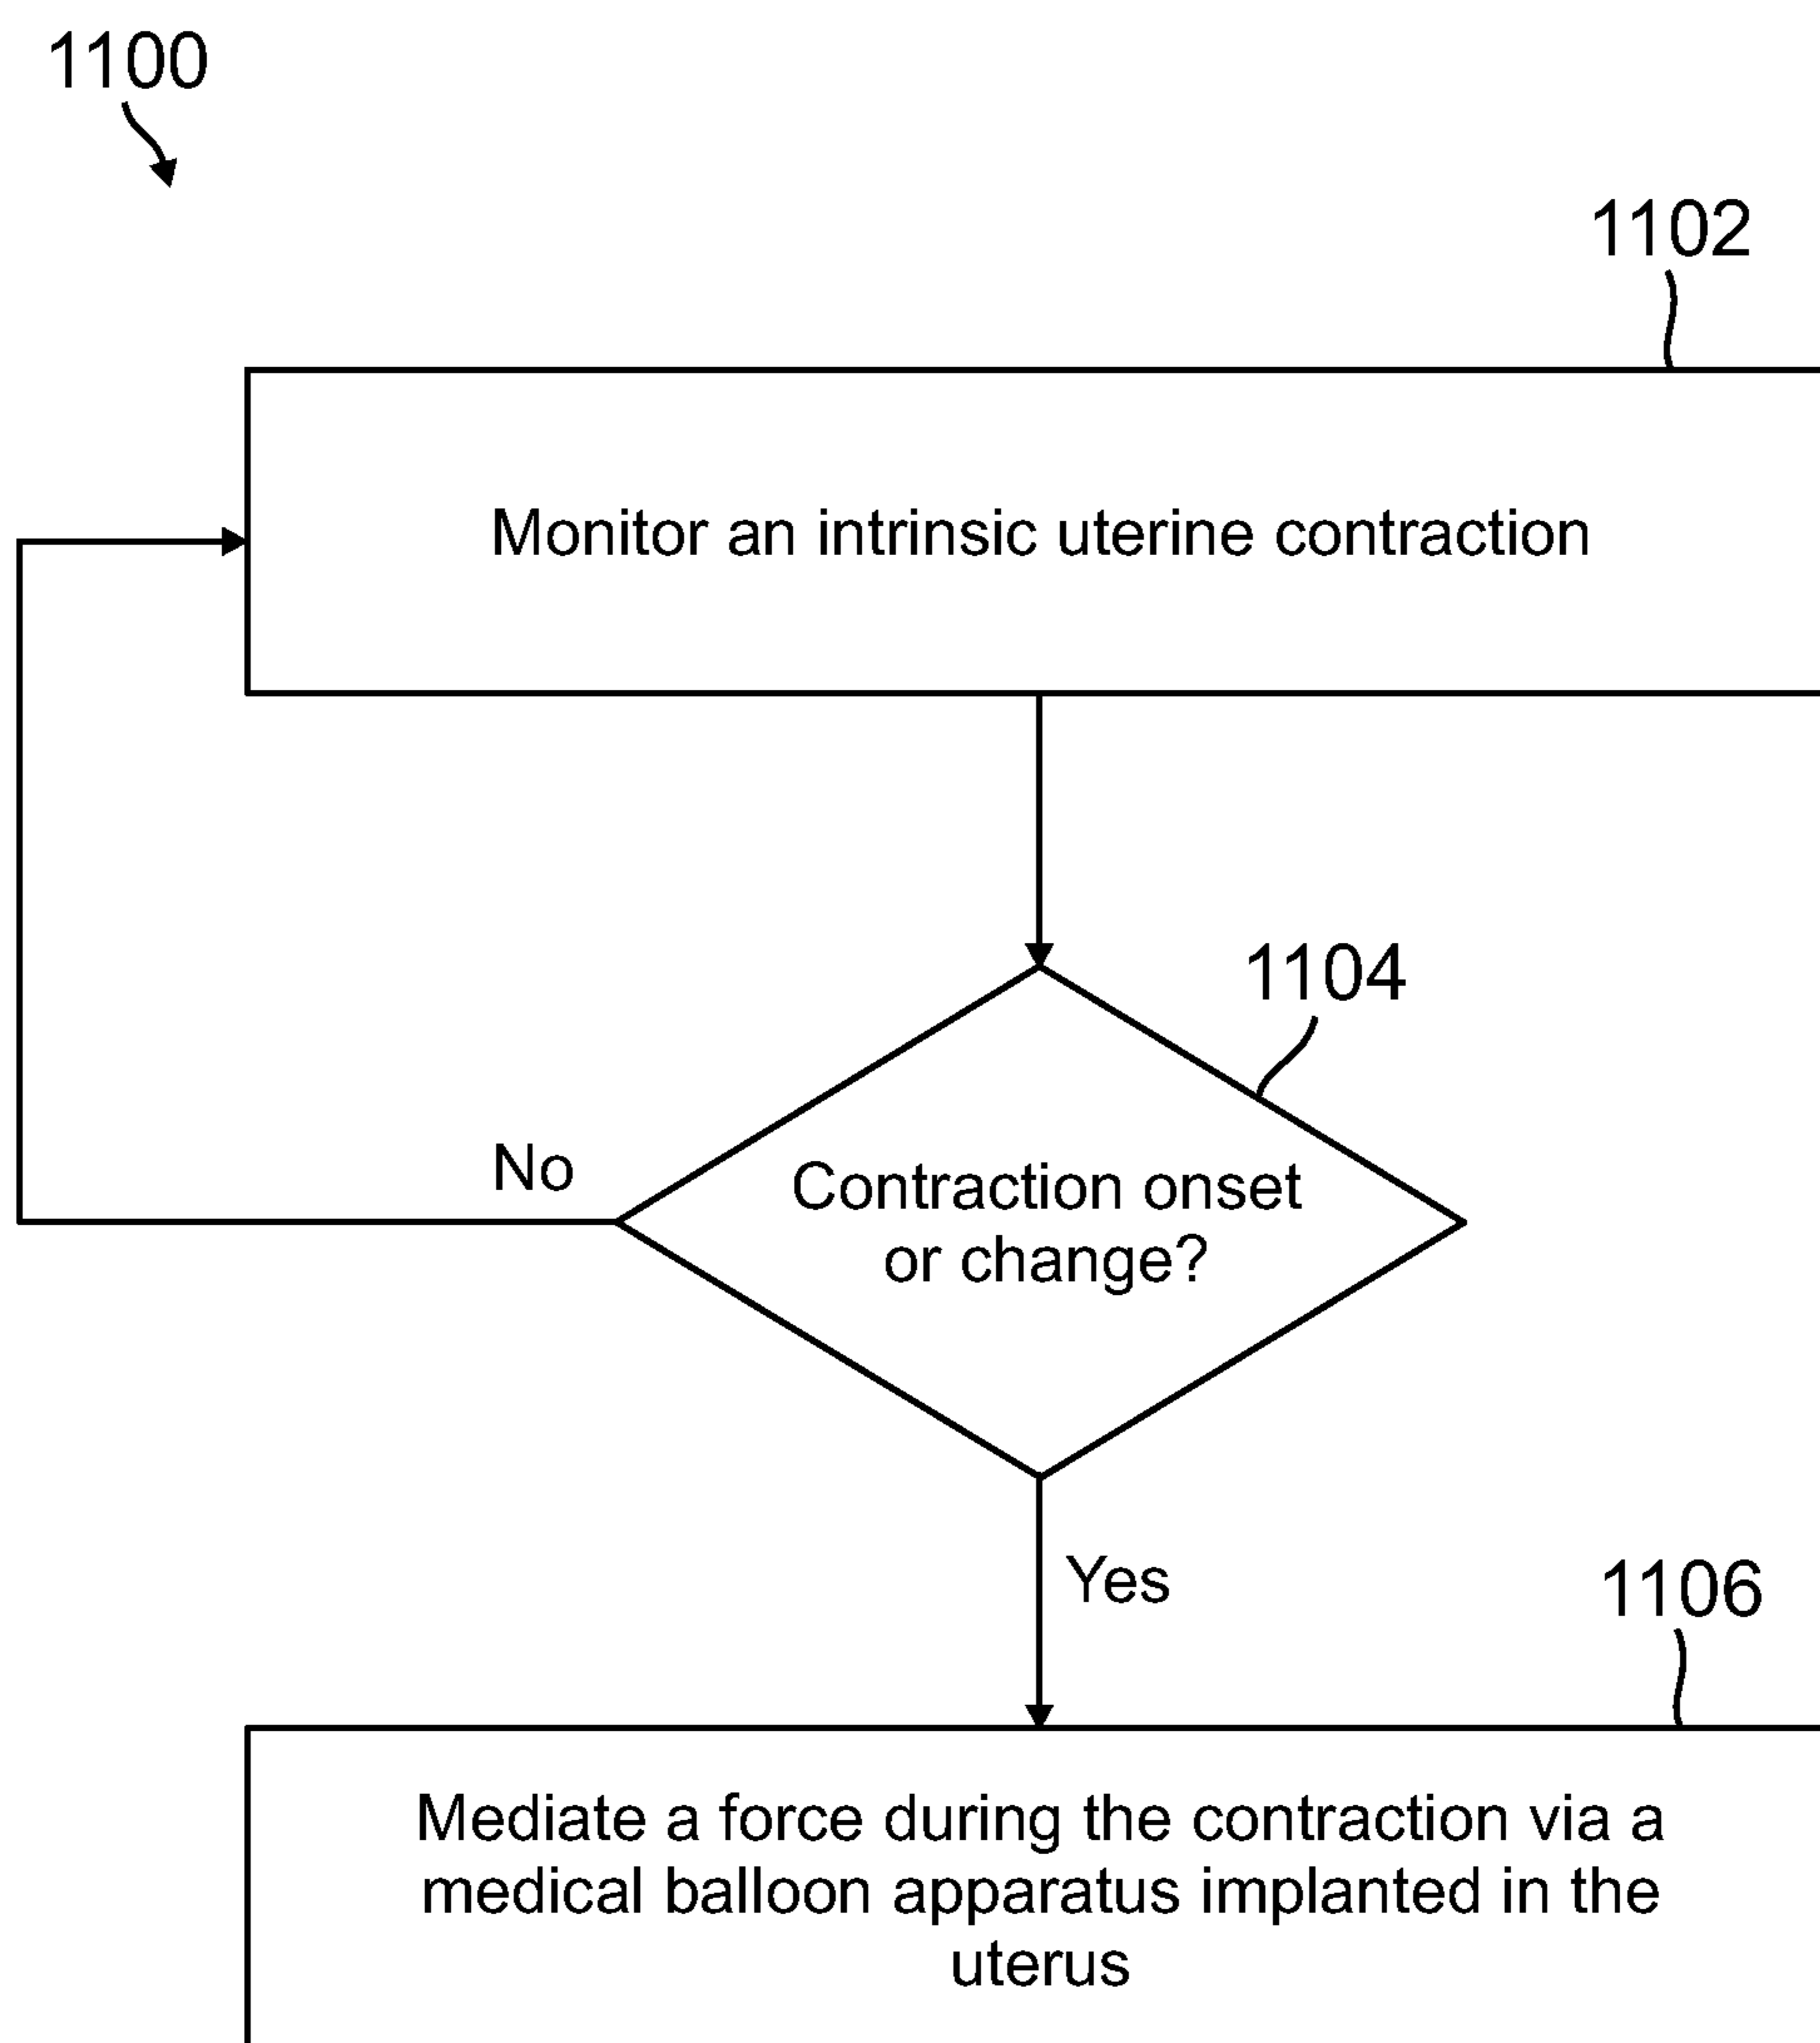 1100
1102
Monitor an intrinsic uterine contraction
1104
No
Contraction onset
or change?
Yes
1106
Mediate a force during the contraction via a
medical balloon apparatus implanted in the
uterus